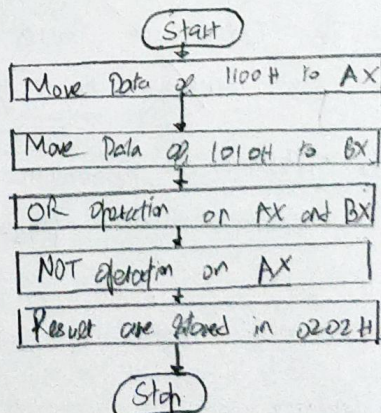 Start
Move Data of 1100H to AX
Move Data of 1010H to BX
OR operation on AX and BX
NOT operation on AX
Result are stored in 0202H
Stop